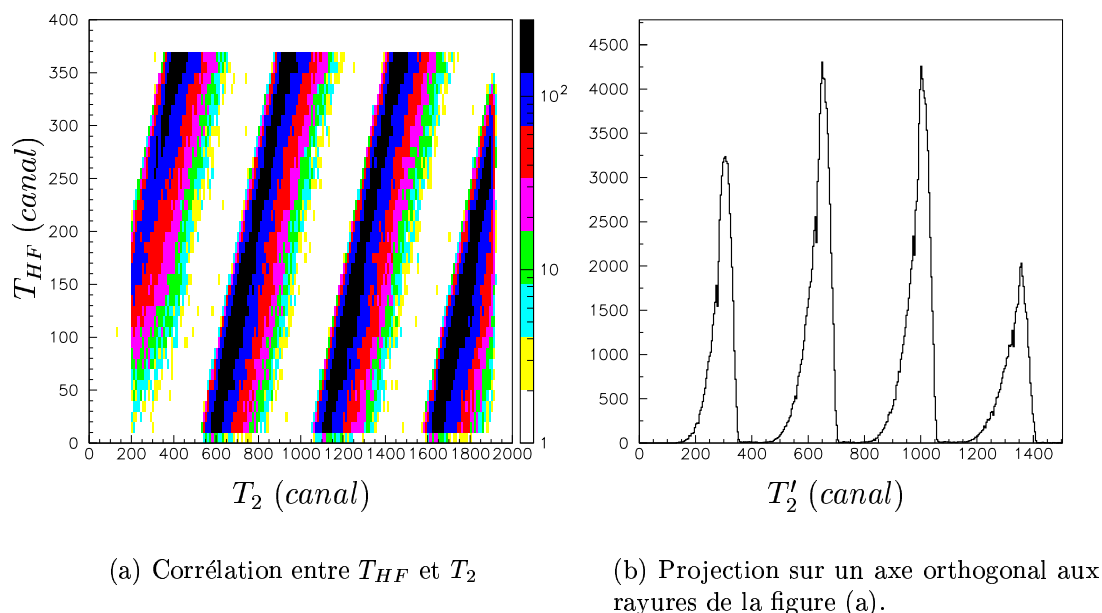 400
350
300
250
200
150
100
50
0
0 200 400 600 800 1000 1200 1400 1600 1800 2000
T_HF (canal)
T_2 (canal)
10^2
10
1
4500
4000
3500
3000
2500
2000
1500
1000
500
0
0 200 400 600 800 1000 1200 1400
T'_2 (canal)
(a) Corrélation entre T_HF et T_2
(b) Projection sur un axe orthogonal aux
rayures de la figure (a).